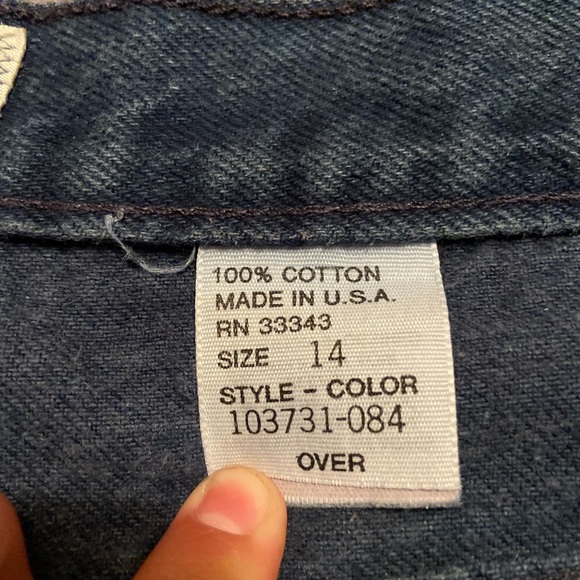 100% COTTON
MADE IN U.S.A.
RN 33343
SIZE 14
STYLE - COLOR
103731-084
OVER